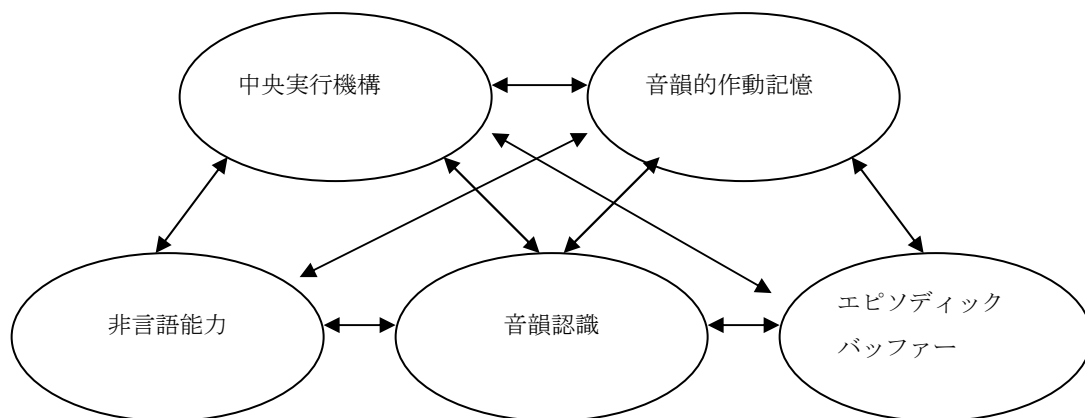 中央実行機構
音韻的作動記憶
非言語能力
音韻認識
エピソディック
バッファー